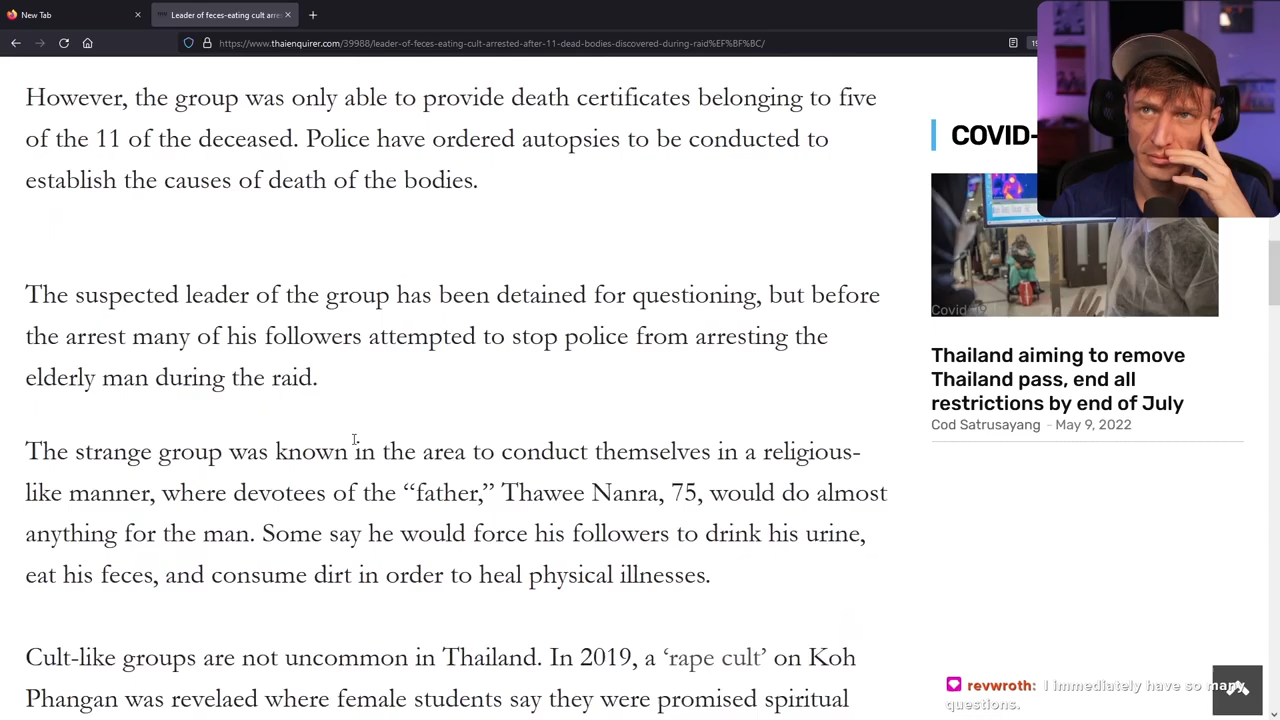 New Tab
Leader of feces-eating cult arre
https://www.thaienquirer.com/39988/leader-of-feces-eating-cult-arrested-after-11-dead-bodies-discovered-during-raid%EF%BF%BC/
However, the group was only able to provide death certificates belonging to five
of the 11 of the deceased. Police have ordered autopsies to be conducted to
establish the causes of death of the bodies.
The suspected leader of the group has been detained for questioning, but before
the arrest many of his followers attempted to stop police from arresting the
elderly man during the raid.
The strange group was known in the area to conduct themselves in a religious-
like manner, where devotees of the “father,” Thawee Nanra, 75, would do almost
anything for the man. Some say he would force his followers to drink his urine,
eat his feces, and consume dirt in order to heal physical illnesses.
Cult-like groups are not uncommon in Thailand. In 2019, a ‘rape cult’ on Koh
Phangan was revelaed where female students say they were promised spiritual
COVID-
Covid -19
Thailand aiming to remove
Thailand pass, end all
restrictions by end of July
Cod Satrusayang - May 9, 2022
revwroth: I immediately have so many
questions.